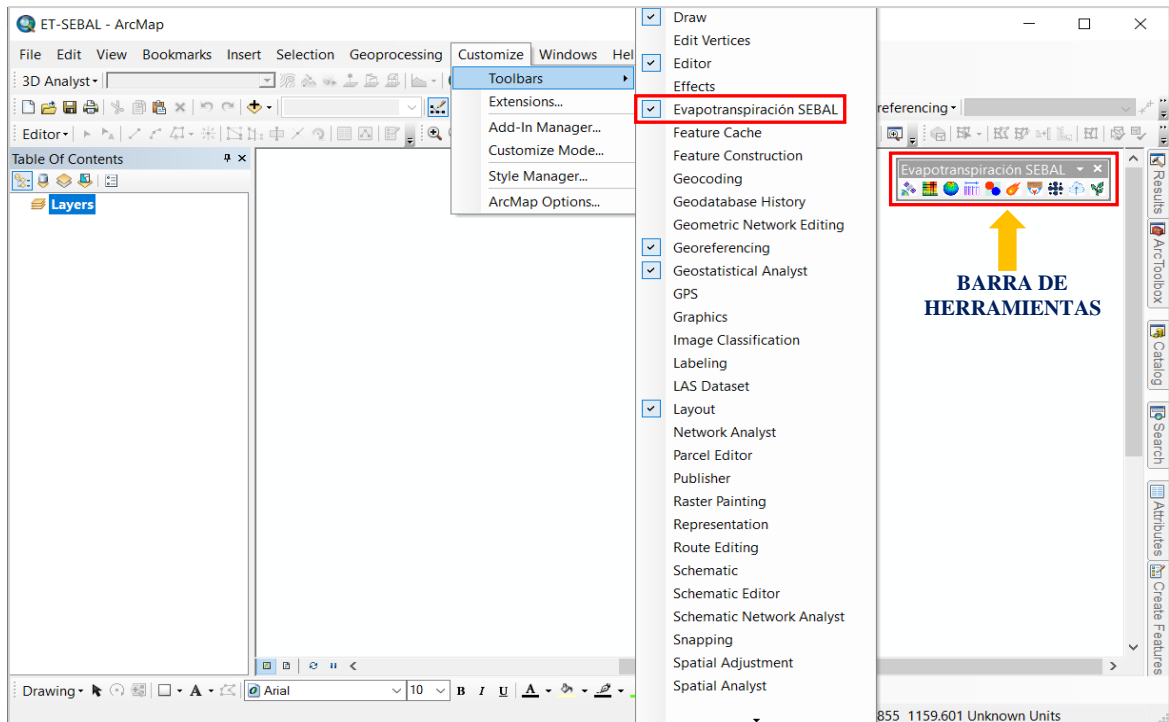 ET-SEBAL - ArcMap
File Edit View Bookmarks Insert Selection Geoprocessing Customize Windows Hel
3D Analyst
Editor
referencing
Table Of Contents
Layers
Toolbars
Extensions...
Add-In Manager...
Customize Mode...
Style Manager...
ArcMap Options...
Draw
Edit Vertices
Editor
Effects
Evapotranspiración SEBAL
Feature Cache
Feature Construction
Geocoding
Geodatabase History
Geometric Network Editing
Georeferencing
Geostatistical Analyst
GPS
Graphics
Image Classification
Labeling
LAS Dataset
Layout
Network Analyst
Parcel Editor
Publisher
Raster Painting
Representation
Route Editing
Schematic
Schematic Editor
Schematic Network Analyst
Snapping
Spatial Adjustment
Spatial Analyst
Evapotranspiración SEBAL
BARRA DE
HERRAMIENTAS
Results
ArcToolbox
Catalog
Search
Attributes
Create Features
Drawing
A
Arial
10
B I U A
855 1159.601 Unknown Units